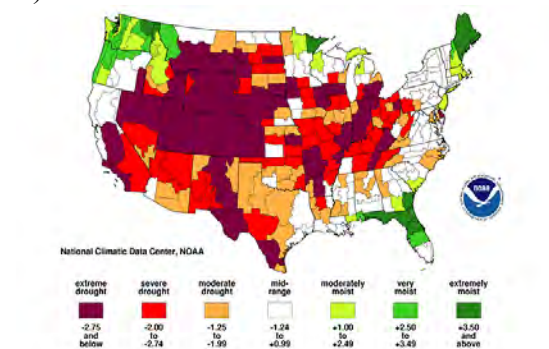 )
NOAA
National Climatic Data Center, NOAA
extreme drought
severe drought
moderate drought
mid-range
moderately moist
very moist
extremely moist
-2.75 and below
-2.00 to -2.74
-1.25 to -1.99
-1.24 to +0.99
+1.00 to +2.49
+2.50 to +3.49
+3.50 and above